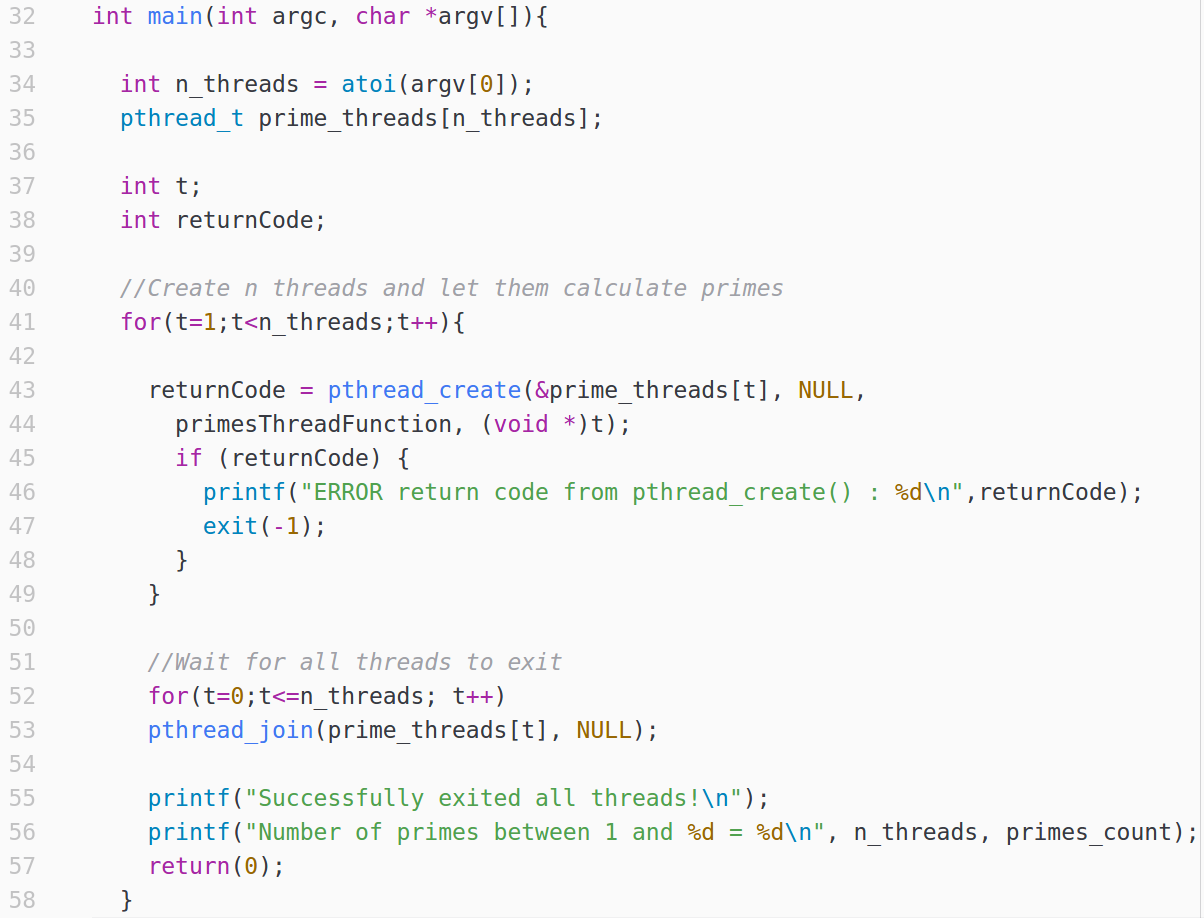 32 int main(int argc, char *argv[]){
33
34 int n_threads = atoi(argv[0]);
35 pthread_t prime_threads[n_threads];
36
37 int t;
38 int returnCode;
39
40 //Create n threads and let them calculate primes
41 for(t=1;t<n_threads;t++){
42
43 returnCode = pthread_create(&prime_threads[t], NULL,
44 primesThreadFunction, (void *)t);
45 if (returnCode) {
46 printf("ERROR return code from pthread_create() : %d\n",returnCode);
47 exit(-1);
48 }
49 }
50
51 //Wait for all threads to exit
52 for(t=0;t<=n_threads; t++)
53 pthread_join(prime_threads[t], NULL);
54
55 printf("Successfully exited all threads!\n");
56 printf("Number of primes between 1 and %d = %d\n", n_threads, primes_count);
57 return(0);
58 }